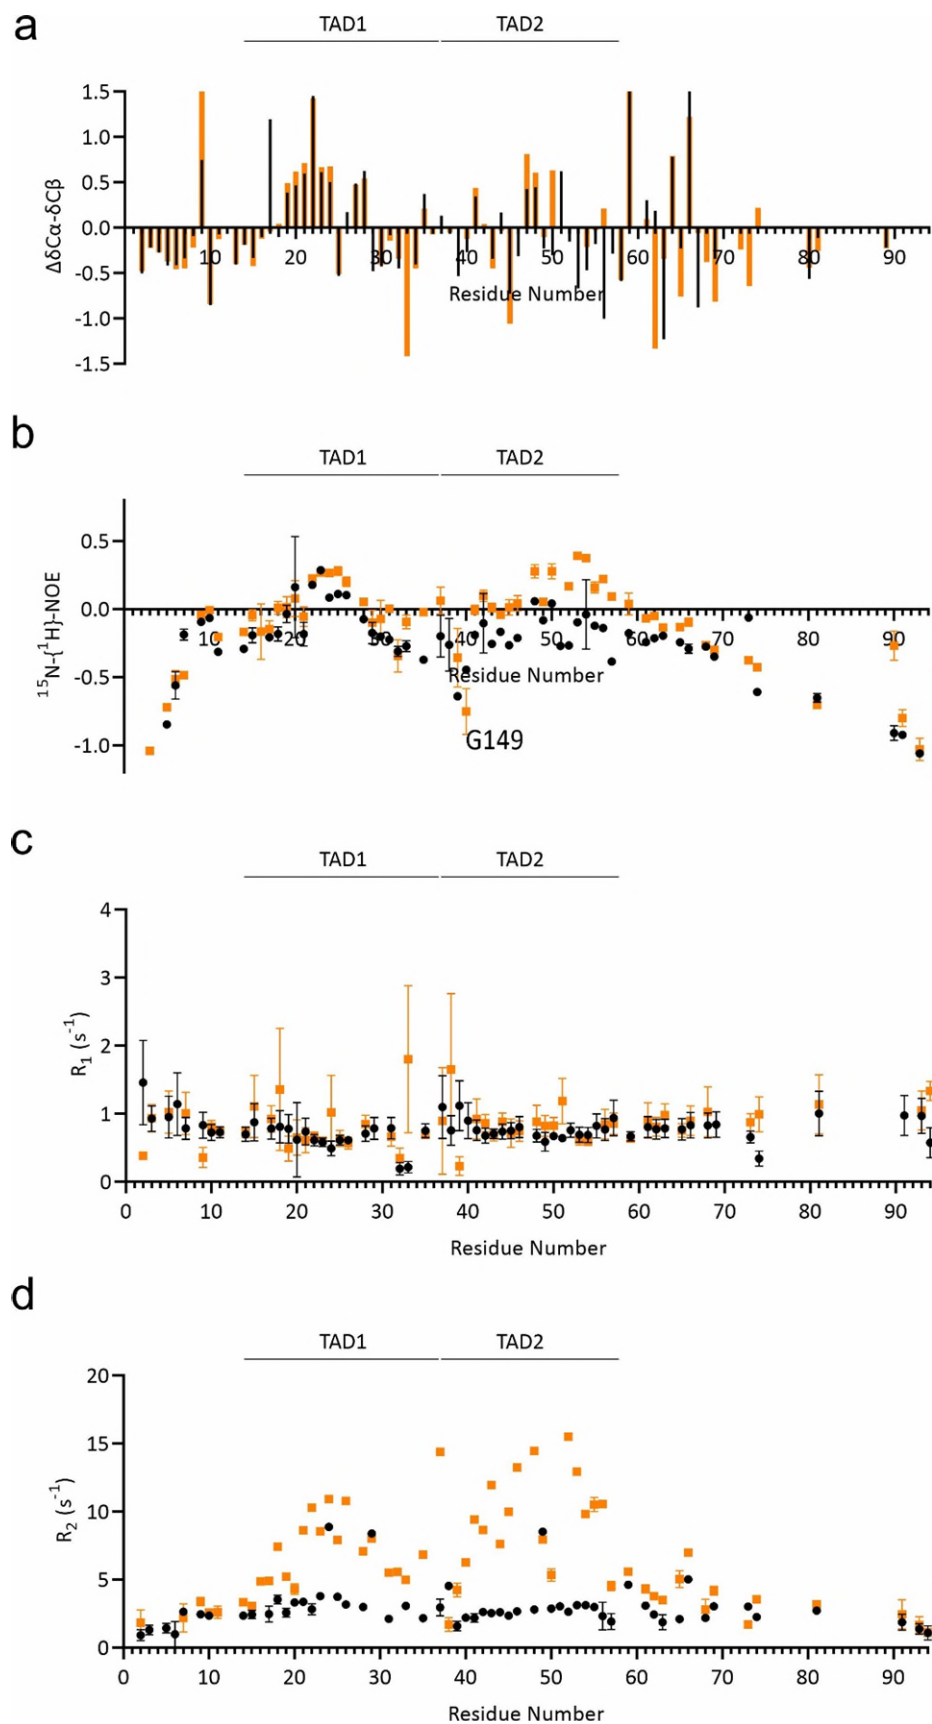 a
TAD1 TAD2
1.5
1.0
0.5
0.0
-0.5
-1.0
-1.5
ΔδCα-δCβ
10 20 30 40 50 60 70 80 90
Residue Number
b
TAD1 TAD2
0.5
0.0
-0.5
-1.0
¹⁵N-{¹H}-NOE
10 20 30 40 50 60 70 80 90
Residue Number
G149
c
TAD1 TAD2
4
3
2
1
0
R₁ (s⁻¹)
0 10 20 30 40 50 60 70 80 90
Residue Number
d
TAD1 TAD2
20
15
10
5
0
R₂ (s⁻¹)
0 10 20 30 40 50 60 70 80 90
Residue Number